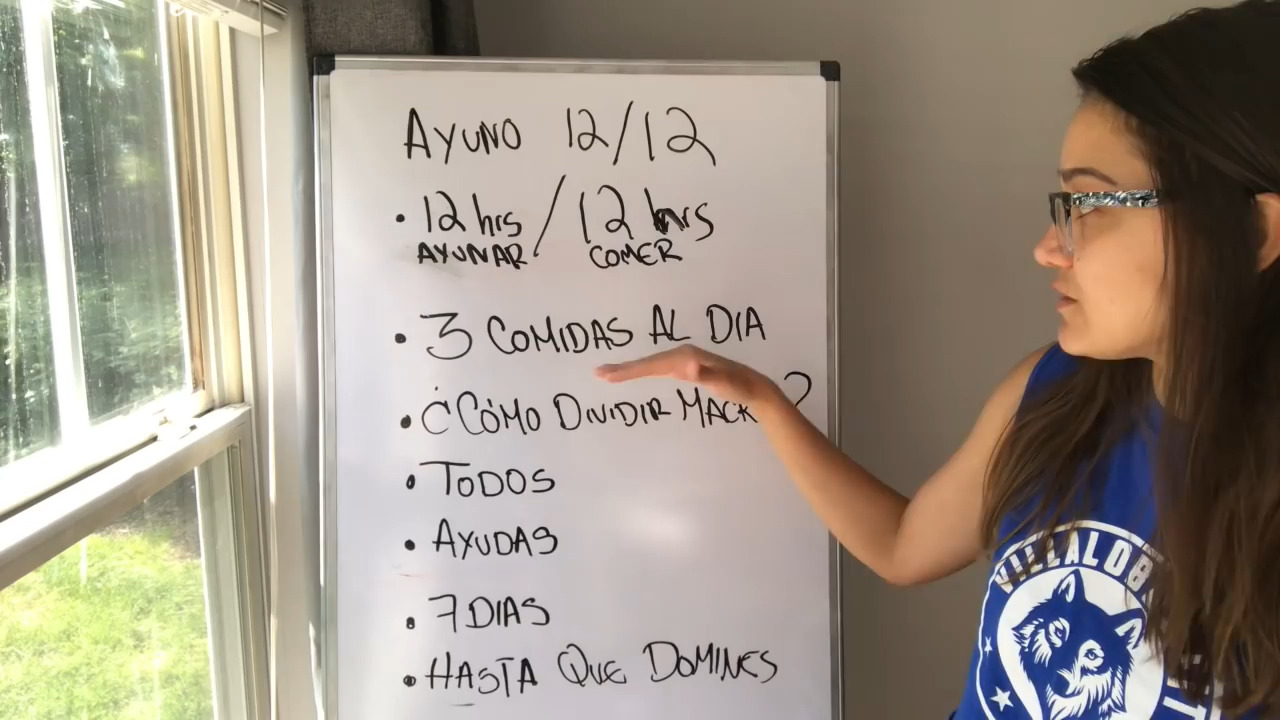 AYUNO 12/12
• 12 hrs / 12 hrs
AYUNAR COMER
• 3 COMIDAS AL DIA
• ¿CÓMO DIVIDIR ?
• TODOS
• AYUDAS
• 7 DIAS
• HASTA QUE DOMINES